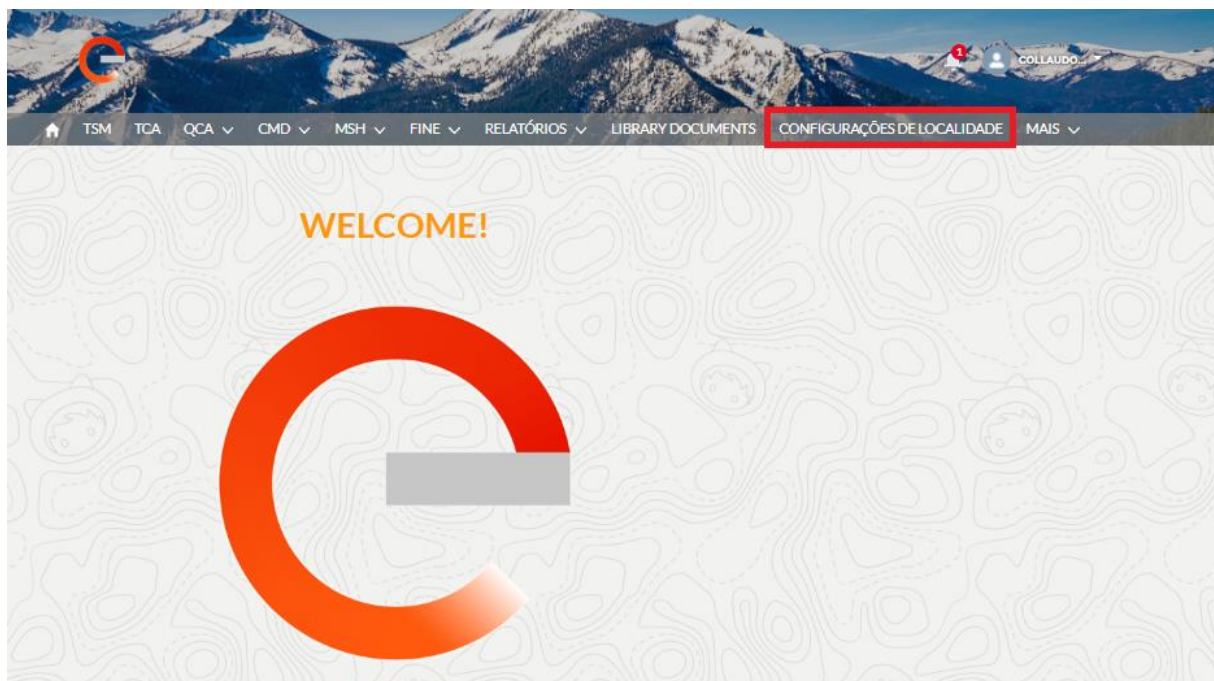 1
COLLAUDO...
TSM TCA QCA CMD MSH FINE RELATÓRIOS LIBRARY DOCUMENTS CONFIGURAÇÕES DE LOCALIDADE MAIS
WELCOME!